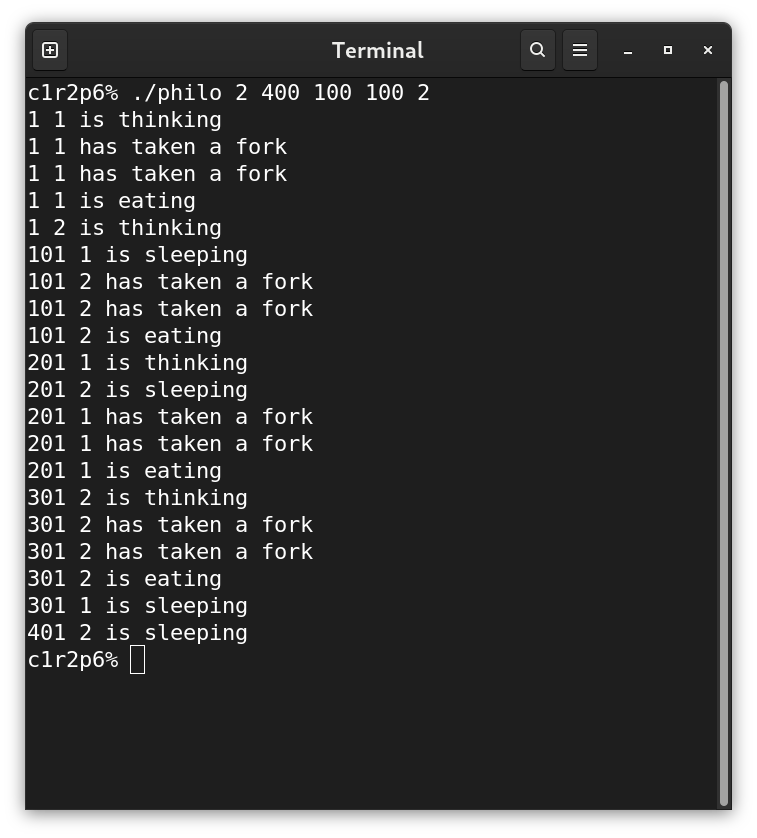 Terminal
c1r2p6% ./philo 2 400 100 100 2
1 1 is thinking
1 1 has taken a fork
1 1 has taken a fork
1 1 is eating
1 2 is thinking
101 1 is sleeping
101 2 has taken a fork
101 2 has taken a fork
101 2 is eating
201 1 is thinking
201 2 is sleeping
201 1 has taken a fork
201 1 has taken a fork
201 1 is eating
301 2 is thinking
301 2 has taken a fork
301 2 has taken a fork
301 2 is eating
301 1 is sleeping
401 2 is sleeping
c1r2p6%